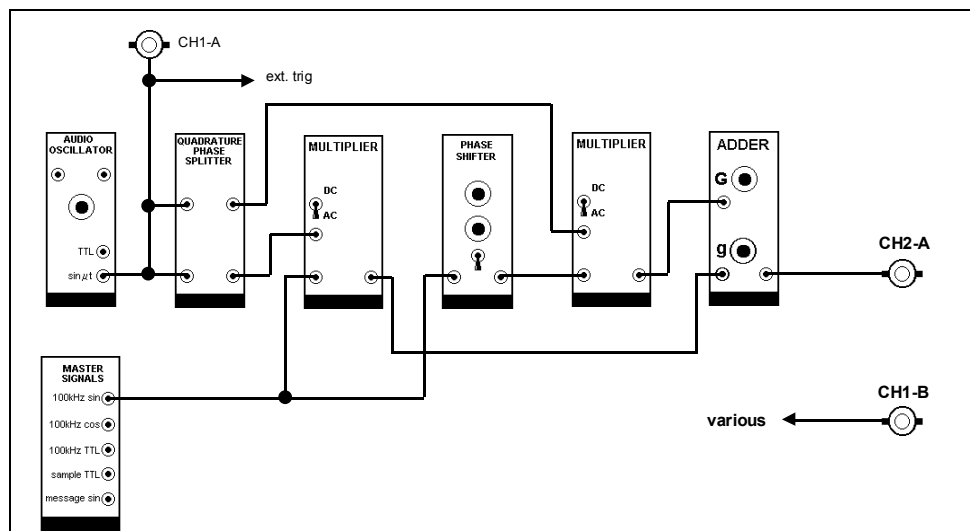 CH1-A
ext. trig
AUDIO
OSCILLATOR
TTL
sinμt
QUADRATURE
PHASE
SPLITTER
MULTIPLIER
DC
AC
PHASE
SHIFTER
MULTIPLIER
DC
AC
ADDER
G
g
CH2-A
MASTER
SIGNALS
100kHz sin
100kHz cos
100kHz TTL
sample TTL
message sin
CH1-B
various